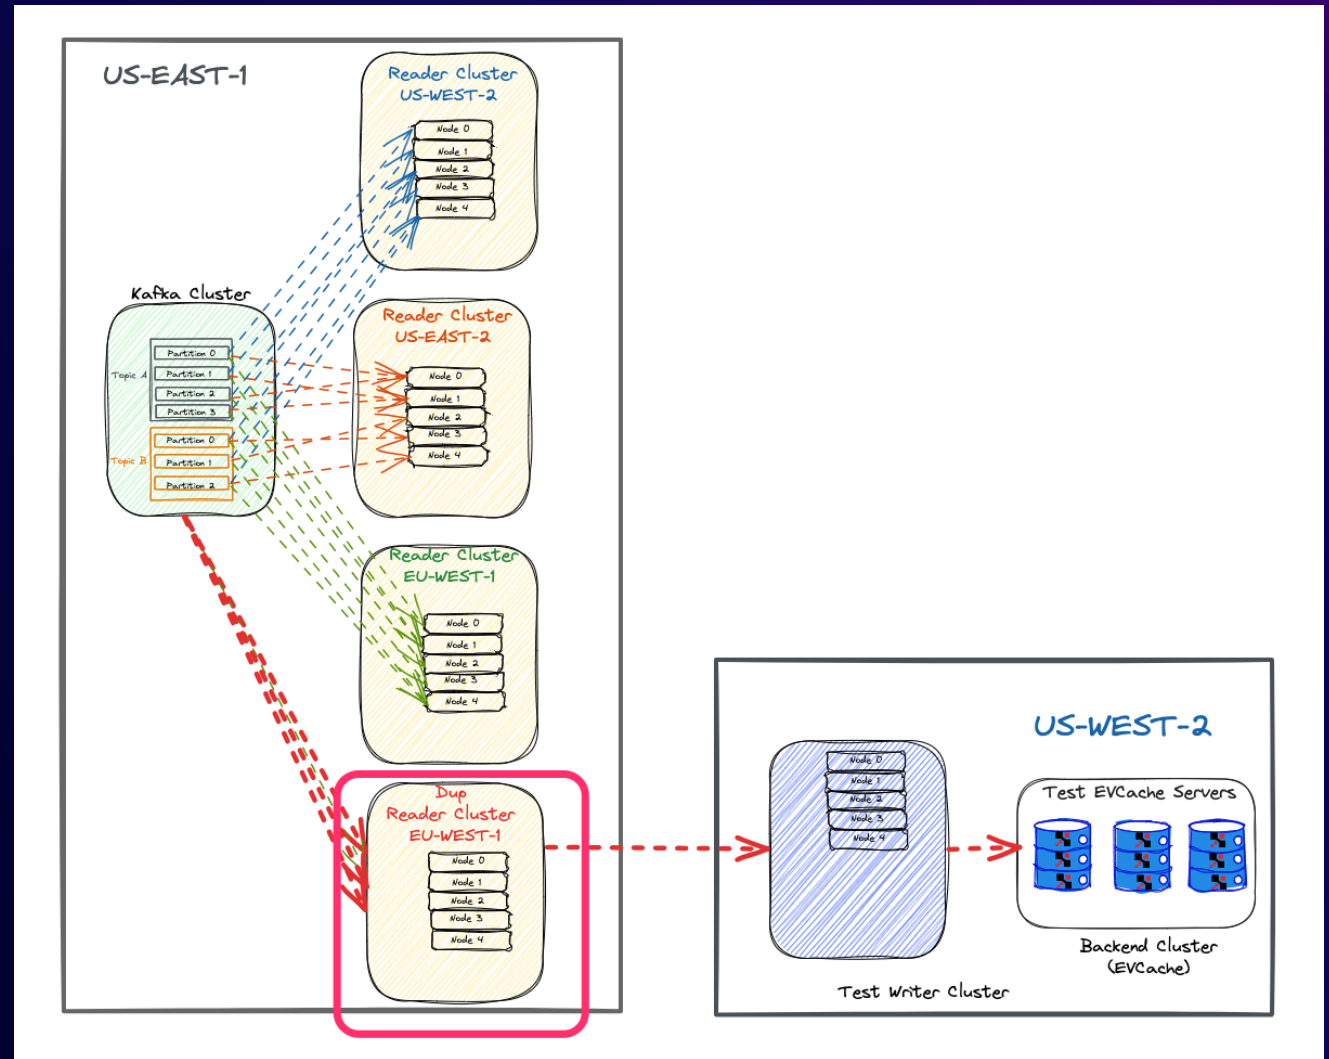 US-EAST-1
Reader Cluster
US-WEST-2
Node 0
Node 1
Node 2
Node 3
Node 4
Kafka Cluster
Topic A
Partition 0
Partition 1
Partition 2
Partition 3
Topic B
Partition 0
Partition 1
Partition 2
Reader Cluster
US-EAST-2
Node 0
Node 1
Node 2
Node 3
Node 4
Reader Cluster
EU-WEST-1
Node 0
Node 1
Node 2
Node 3
Node 4
Dup
Reader Cluster
EU-WEST-1
Node 0
Node 1
Node 2
Node 3
Node 4
US-WEST-2
Node 0
Node 1
Node 2
Node 3
Node 4
Test Writer Cluster
Test EVCache Servers
Backend Cluster
(EVCache)